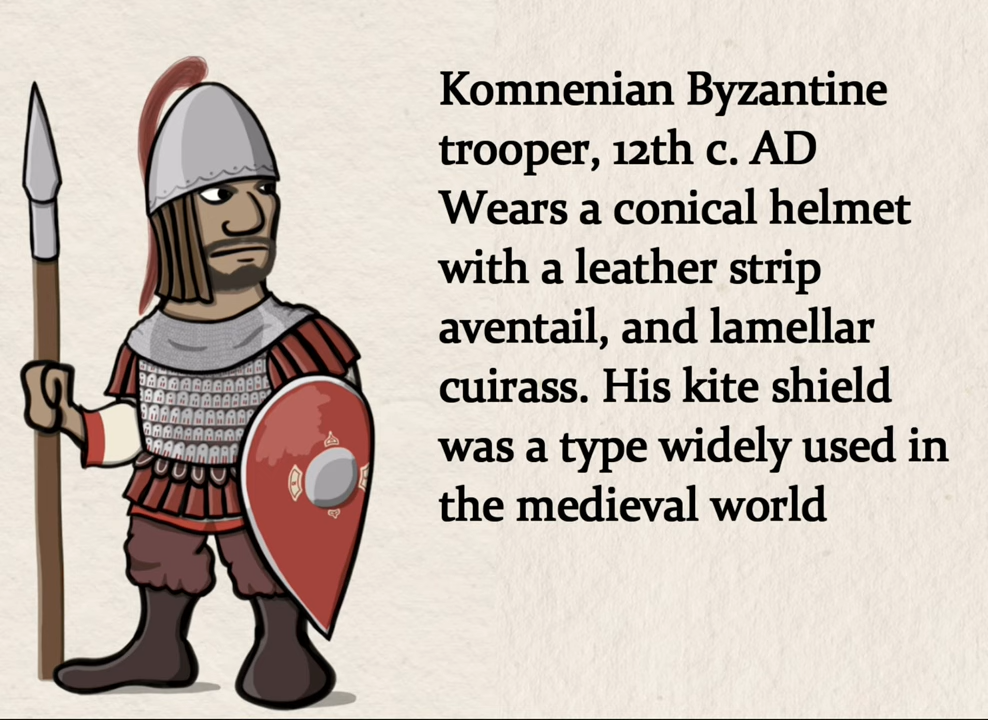 Komnenian Byzantine
trooper, 12th c. AD
Wears a conical helmet
with a leather strip
aventail, and lamellar
cuirass. His kite shield
was a type widely used in
the medieval world